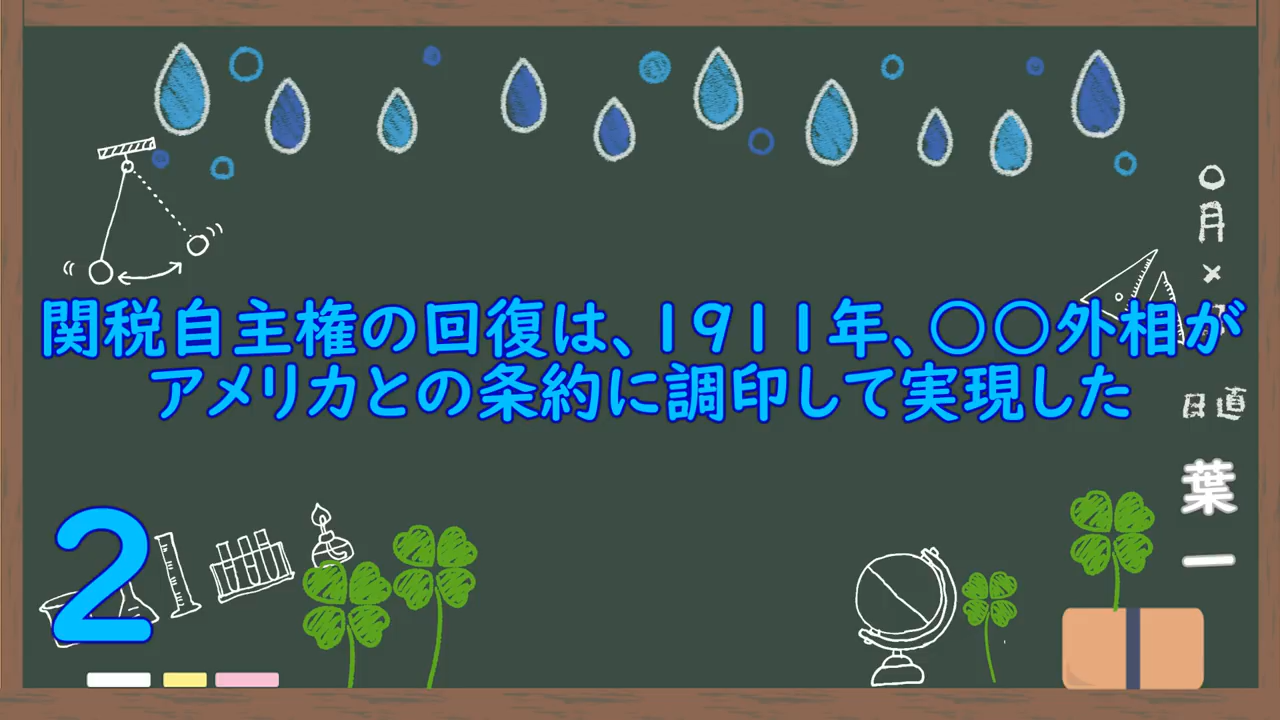 関税自主権の回復は、1911年、〇〇外相が
アメリカとの条約に調印して実現した
2
〇月×
日直
葉一